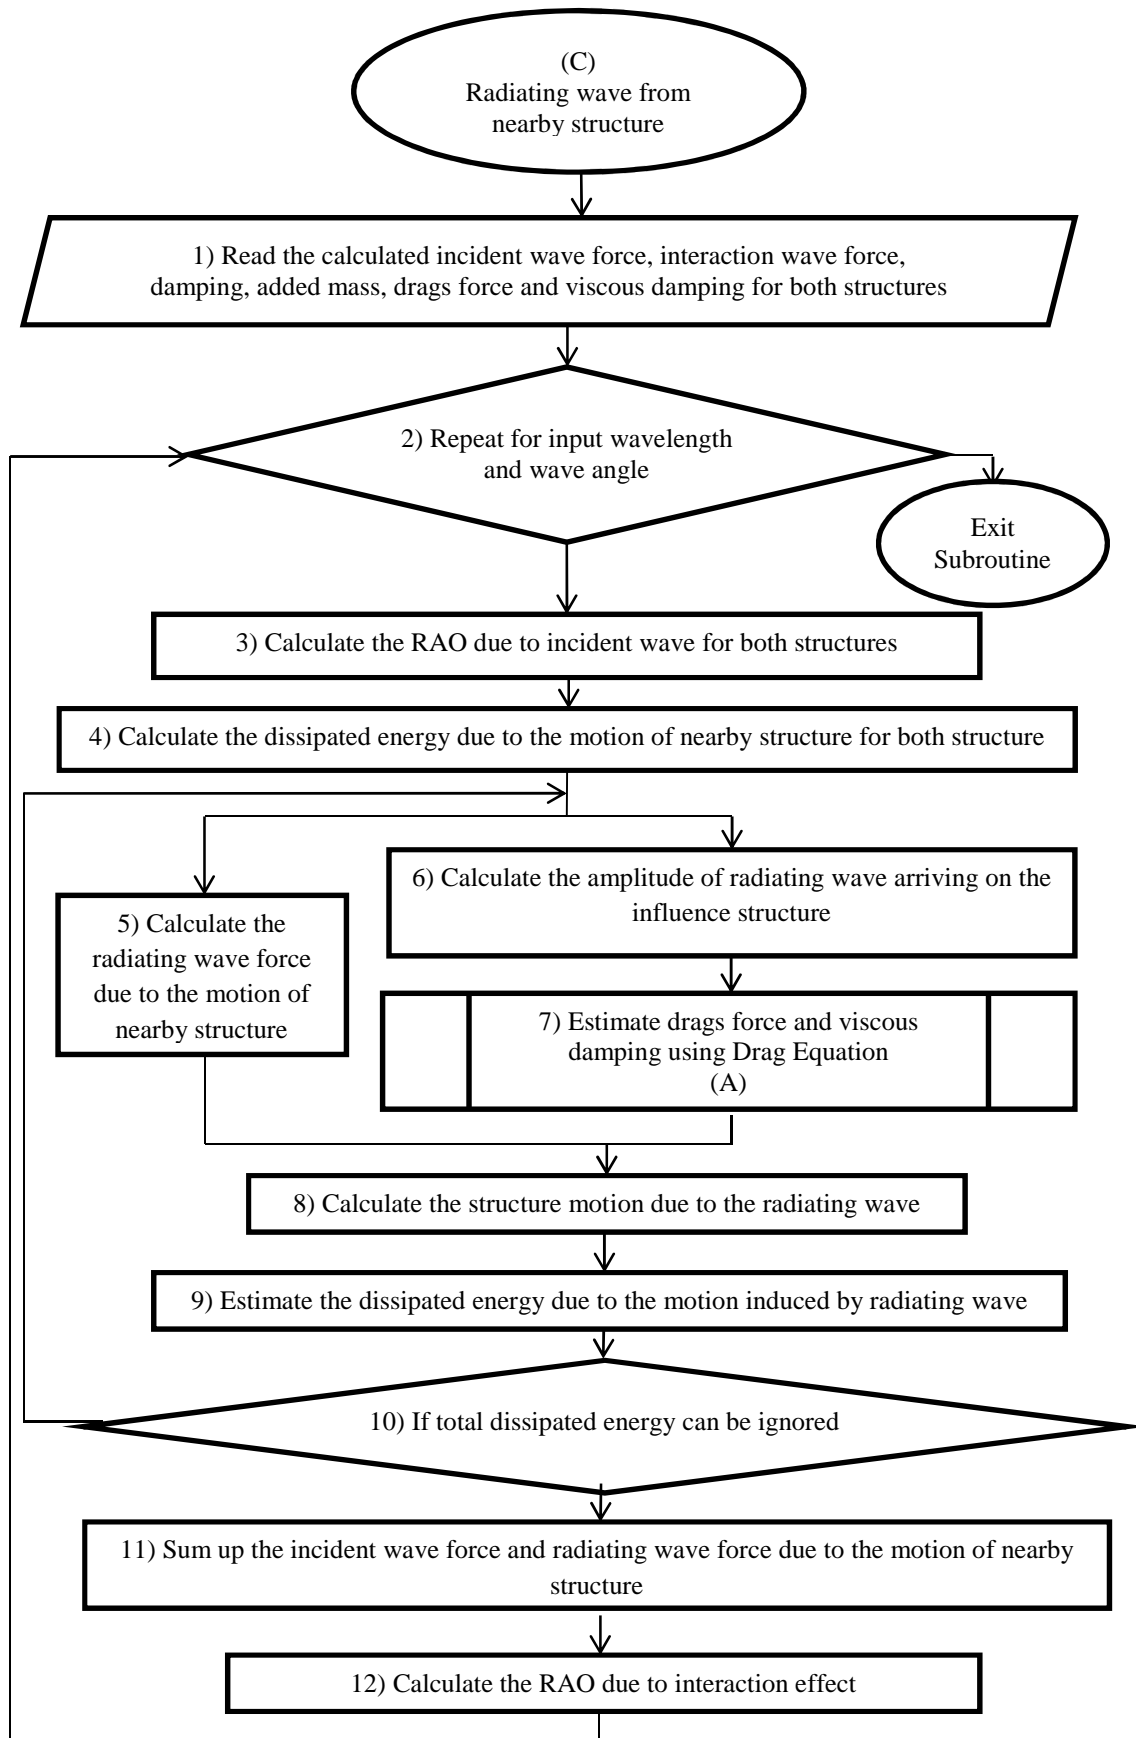 (C)
Radiating wave from
nearby structure
1) Read the calculated incident wave force, interaction wave force,
damping, added mass, drags force and viscous damping for both structures
2) Repeat for input wavelength
and wave angle
Exit
Subroutine
3) Calculate the RAO due to incident wave for both structures
4) Calculate the dissipated energy due to the motion of nearby structure for both structure
5) Calculate the
radiating wave force
due to the motion of
nearby structure
6) Calculate the amplitude of radiating wave arriving on the
influence structure
7) Estimate drags force and viscous
damping using Drag Equation
(A)
8) Calculate the structure motion due to the radiating wave
9) Estimate the dissipated energy due to the motion induced by radiating wave
10) If total dissipated energy can be ignored
11) Sum up the incident wave force and radiating wave force due to the motion of nearby
structure
12) Calculate the RAO due to interaction effect